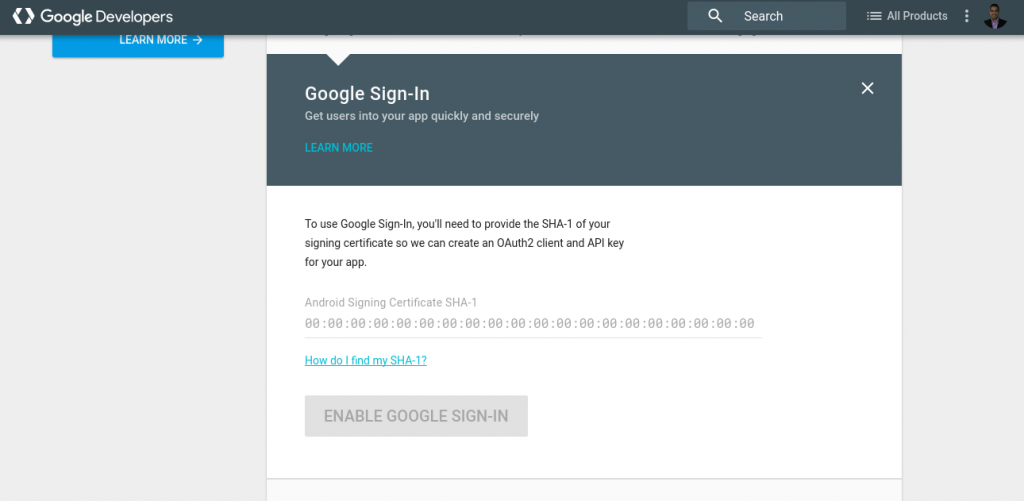 Google Developers
Search
All Products
LEARN MORE
Google Sign-In
Get users into your app quickly and securely
LEARN MORE
To use Google Sign-In, you'll need to provide the SHA-1 of your
signing certificate so we can create an OAuth2 client and API key
for your app.
Android Signing Certificate SHA-1
00:00:00:00:00:00:00:00:00:00:00:00:00:00:00:00:00:00:00:00
How do I find my SHA-1?
ENABLE GOOGLE SIGN-IN